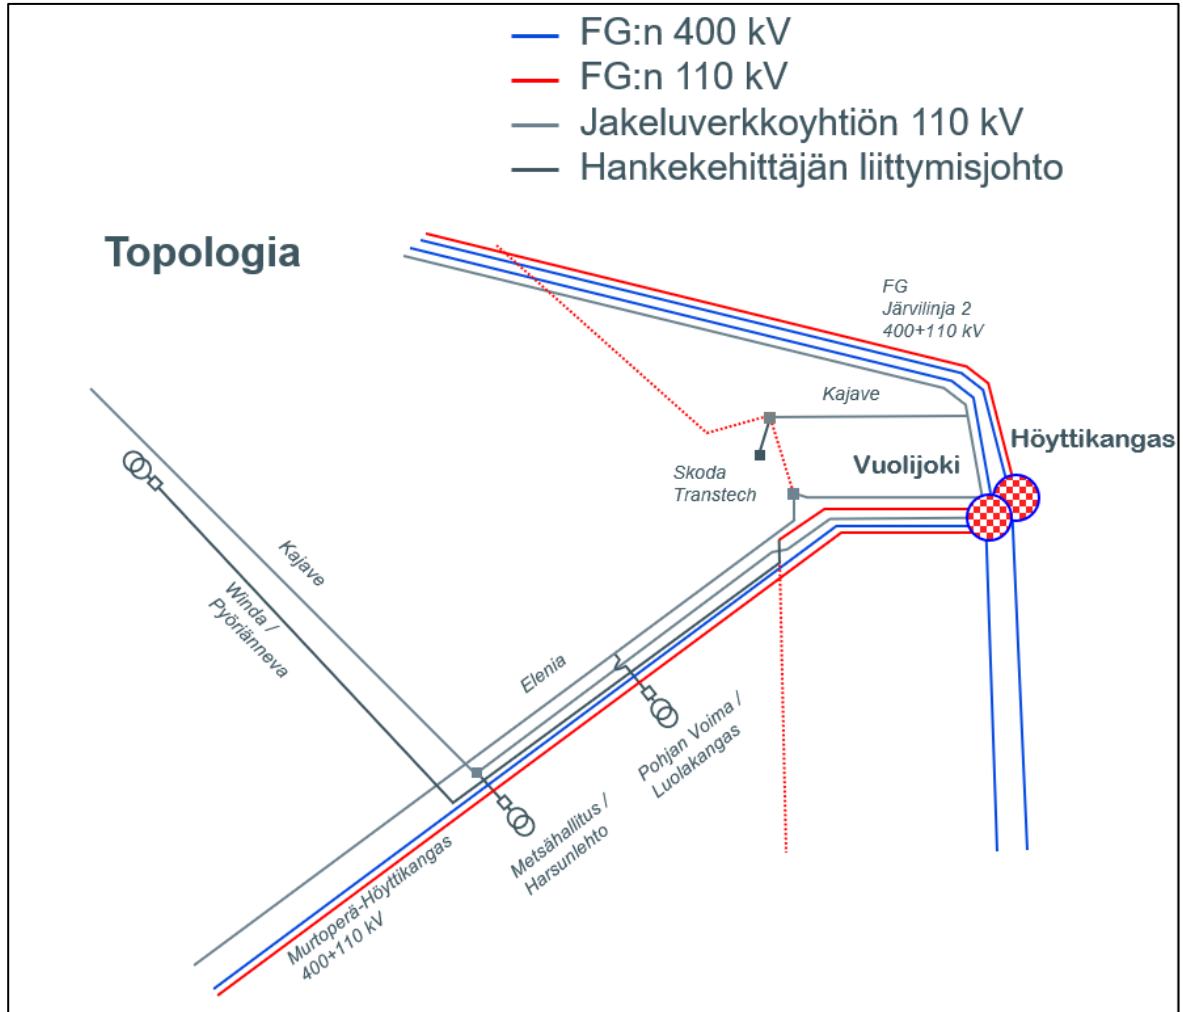 FG:n 400 kV
FG:n 110 kV
Jakeluverkkoyhtiön 110 kV
Hankekehittäjän liittymisjohto
Topologia
FG
Järvilinja 2
400+110 kV
Kajave
Höyttikangas
Vuolijoki
Skoda
Transtech
Kajave
Winda /
Pyöriänneva
Elenia
Pohjan Voima /
Luolakangas
Metsähallitus /
Harsunlehto
Murtoperä-Höyttikangas
400+110 kV